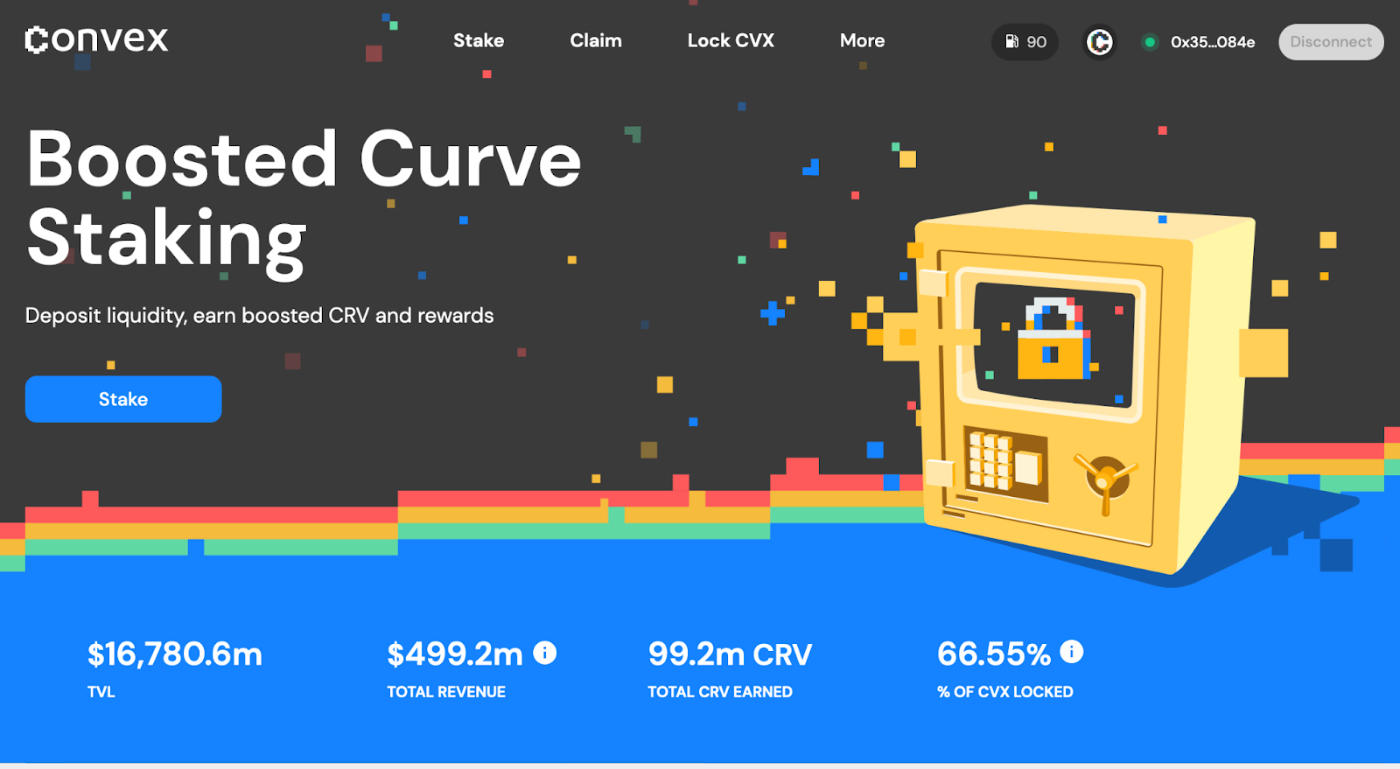 Convex
Stake
Claim
Lock CVX
More
90
0x35...084e
Disconnect
Boosted Curve
Staking
Deposit liquidity, earn boosted CRV and rewards
Stake
$16,780.6m
TVL
$499.2m
TOTAL REVENUE
99.2m CRV
TOTAL CRV EARNED
66.55%
% OF CVX LOCKED